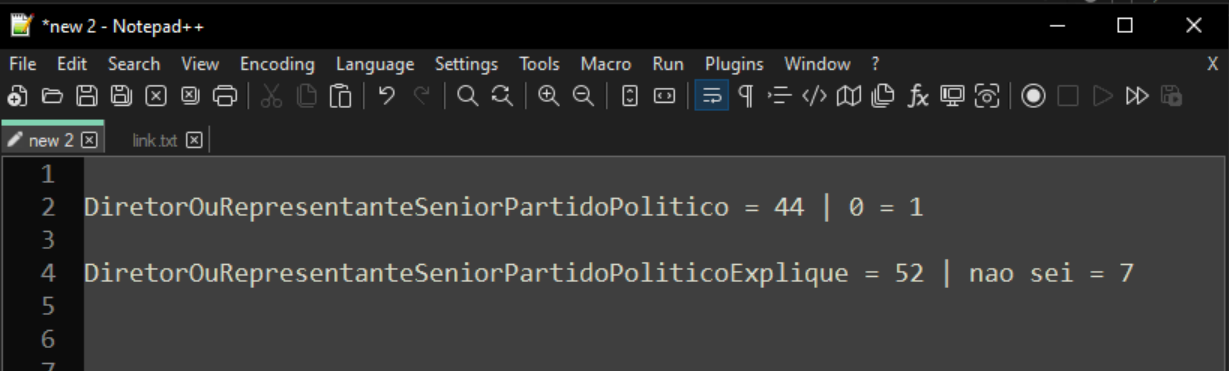 *new 2 - Notepad++
File Edit Search View Encoding Language Settings Tools Macro Run Plugins Window ? X
new 2 link.txt
1
2 DiretorOuRepresentanteSeniorPartidoPolitico = 44 | 0 = 1
3
4 DiretorOuRepresentanteSeniorPartidoPoliticoExplique = 52 | nao sei = 7
5
6
7